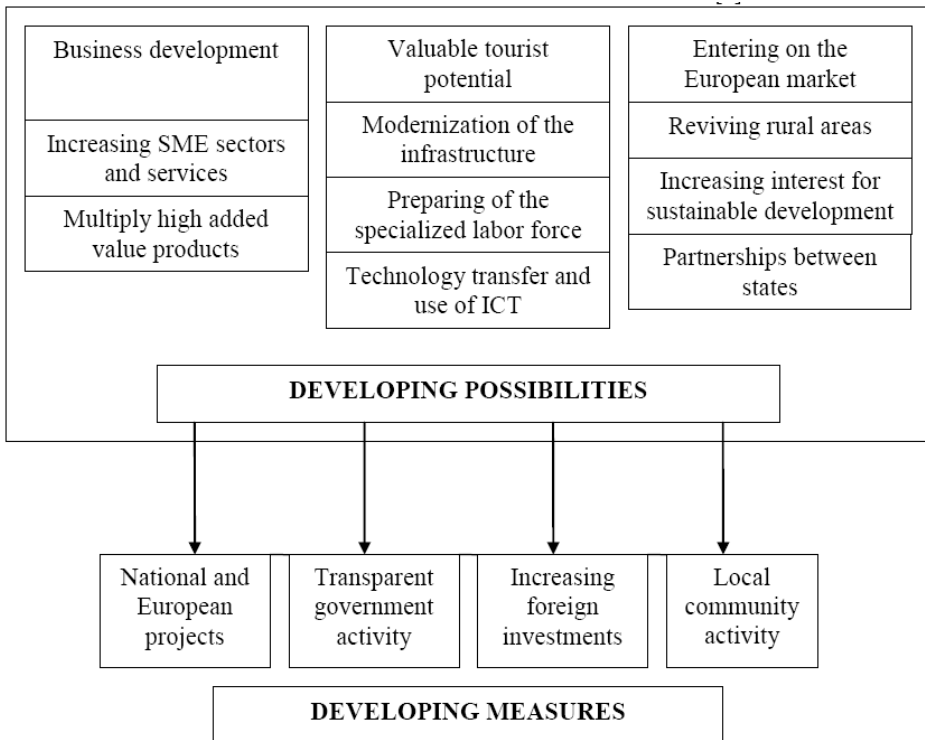 Business development
Increasing SME sectors
and services
Multiply high added
value products
Valuable tourist
potential
Modernization of the
infrastructure
Preparing of the
specialized labor force
Technology transfer and
use of ICT
Entering on the
European market
Reviving rural areas
Increasing interest for
sustainable development
Partnerships between
states
DEVELOPING POSSIBILITIES
National and
European
projects
Transparent
government
activity
Increasing
foreign
investments
Local
community
activity
DEVELOPING MEASURES